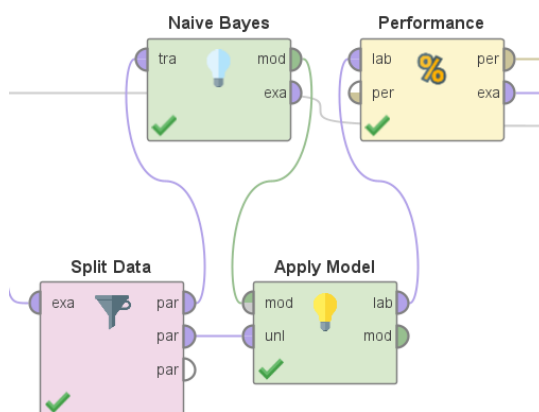 Naive Bayes
tra
mod
exa
Performance
%
lab
per
per
exa
Split Data
exa
par
par
par
Apply Model
mod
lab
unl
mod